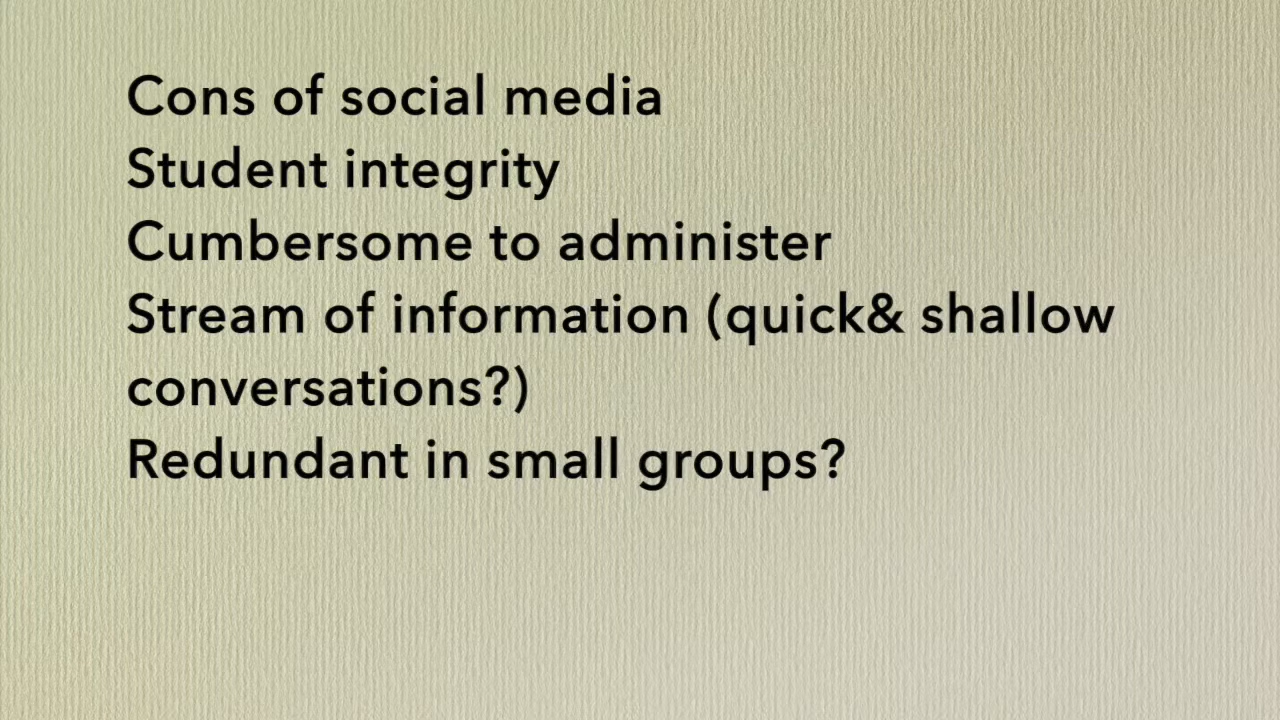 Cons of social media
Student integrity
Cumbersome to administer
Stream of information (quick& shallow
conversations?)
Redundant in small groups?